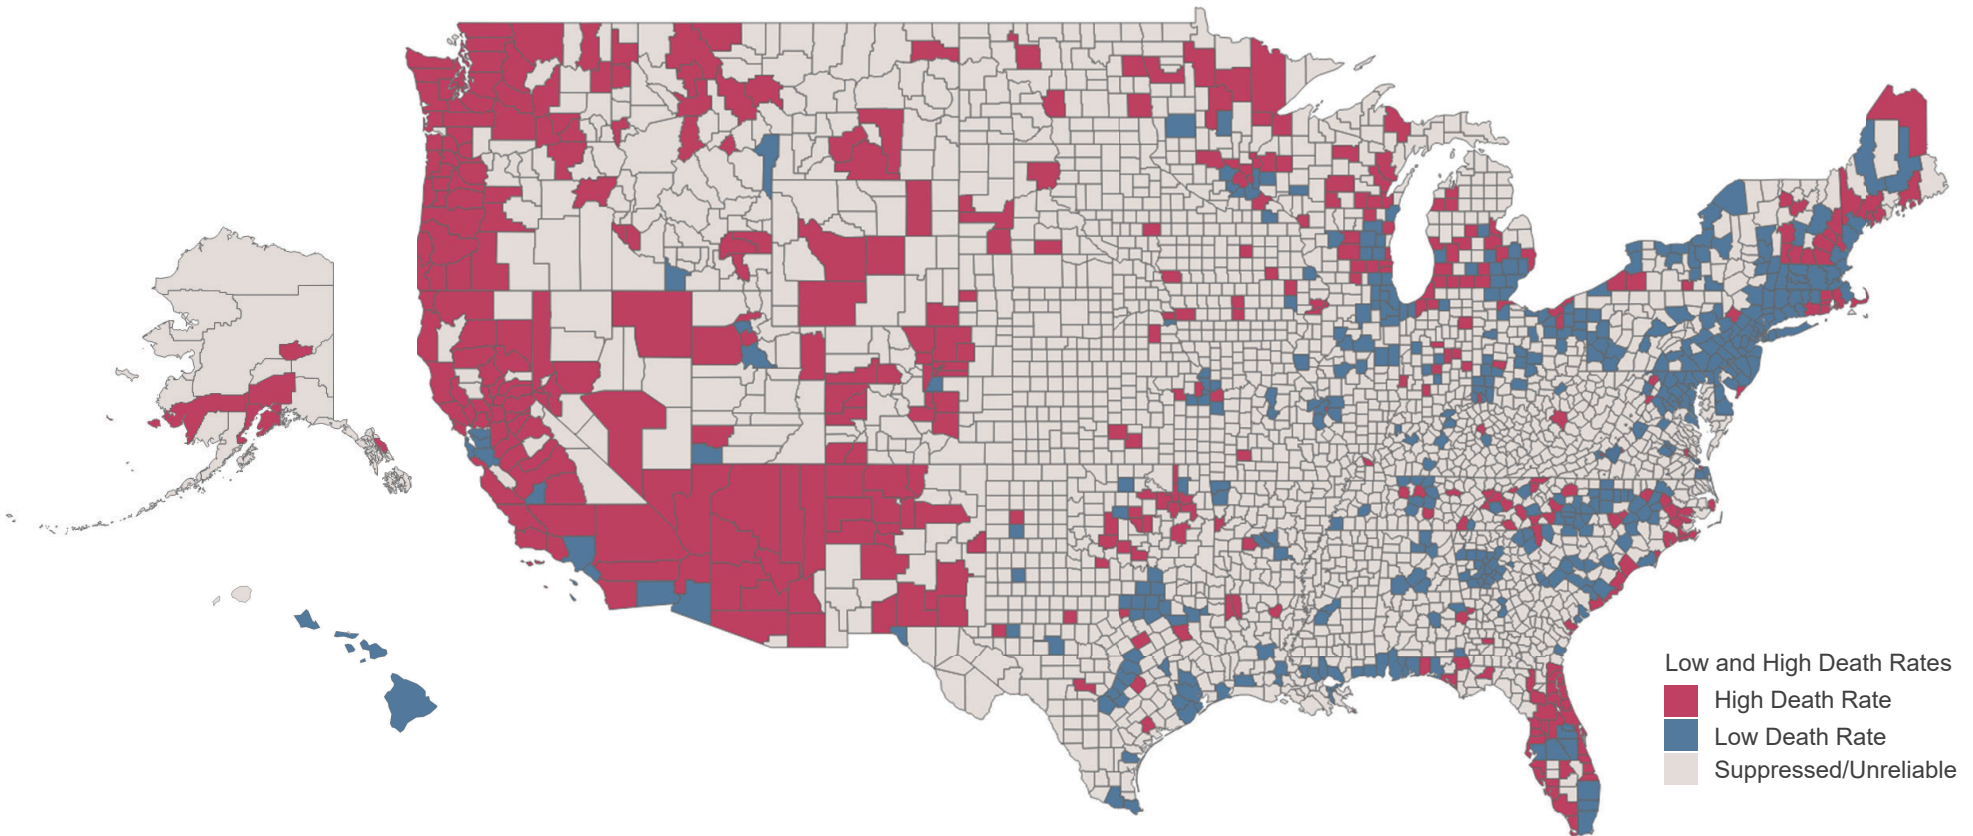 Low and High Death Rates
High Death Rate
Low Death Rate
Suppressed/Unreliable